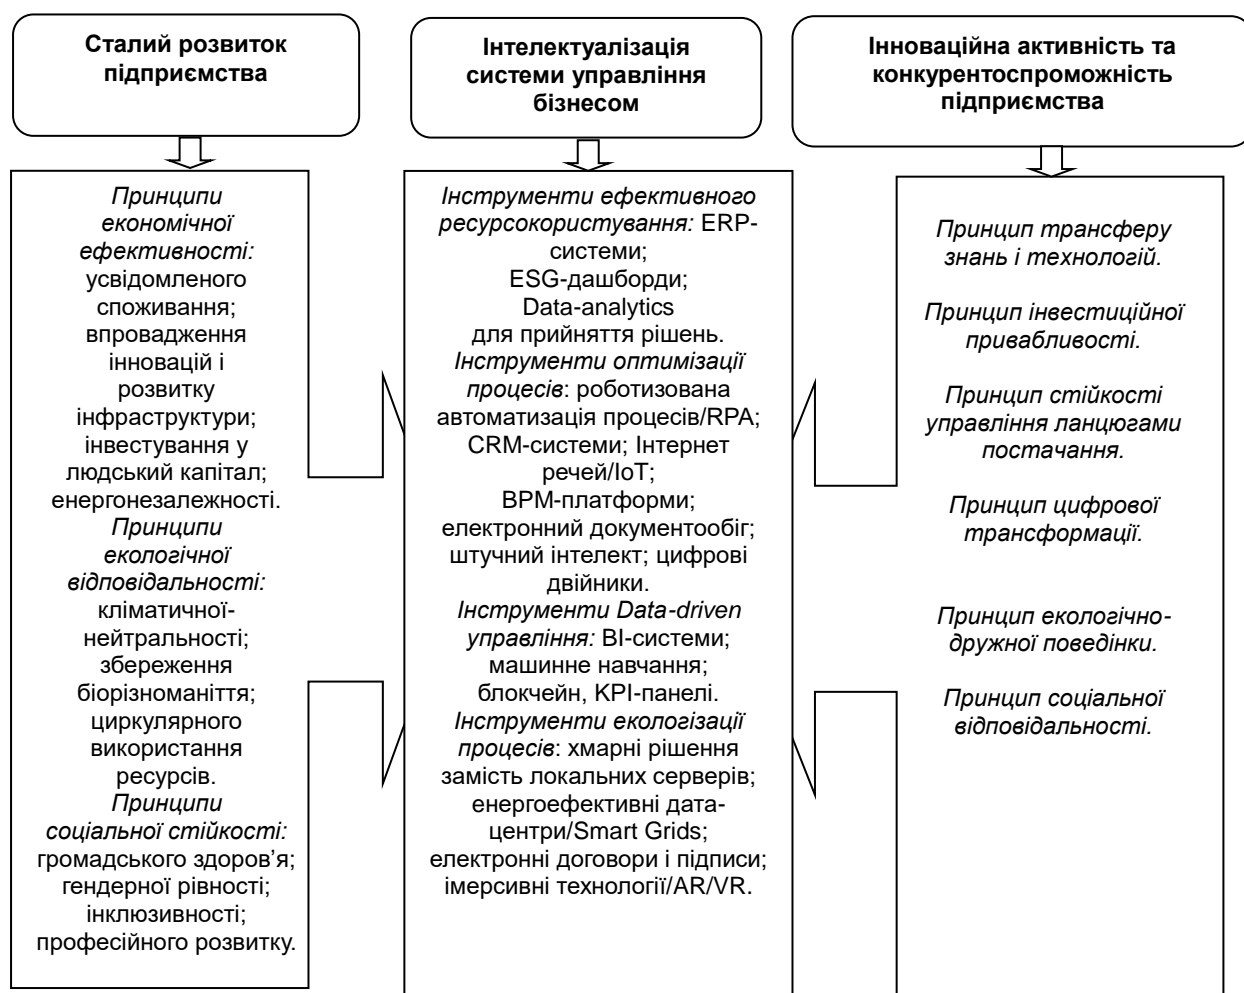 Сталий розвиток
підприємства
Інтелектуалізація
системи управління
бізнесом
Інноваційна активність та
конкурентоспроможність
підприємства
Принципи
економічної
ефективності:
усвідомленого
споживання;
впровадження
інновацій і
розвитку
інфраструктури;
інвестування у
людський капітал;
енергонезалежності.
Принципи
екологічної
відповідальності:
кліматичної-
нейтральності;
збереження
біорізноманіття;
циркулярного
використання
ресурсів.
Принципи
соціальної стійкості:
громадського здоров’я;
гендерної рівності;
інклюзивності;
професійного розвитку.
Інструменти ефективного
ресурсокористування: ERP-
системи;
ESG-дашборди;
Data-analytics
для прийняття рішень.
Інструменти оптимізації
процесів: роботизована
автоматизація процесів/RPA;
CRM-системи; Інтернет
речей/IoT;
BPM-платформи;
електронний документообіг;
штучний інтелект; цифрові
двійники.
Інструменти Data-driven
управління: BI-системи;
машинне навчання;
блокчейн, KPI-панелі.
Інструменти екологізації
процесів: хмарні рішення
замість локальних серверів;
енергоефективні дата-
центри/Smart Grids;
електронні договори і підписи;
імерсивні технології/AR/VR.
Принцип трансферу
знань і технологій.
Принцип інвестиційної
привабливості.
Принцип стійкості
управління ланцюгами
постачання.
Принцип цифрової
трансформації.
Принцип екологічно-
дружної поведінки.
Принцип соціальної
відповідальності.